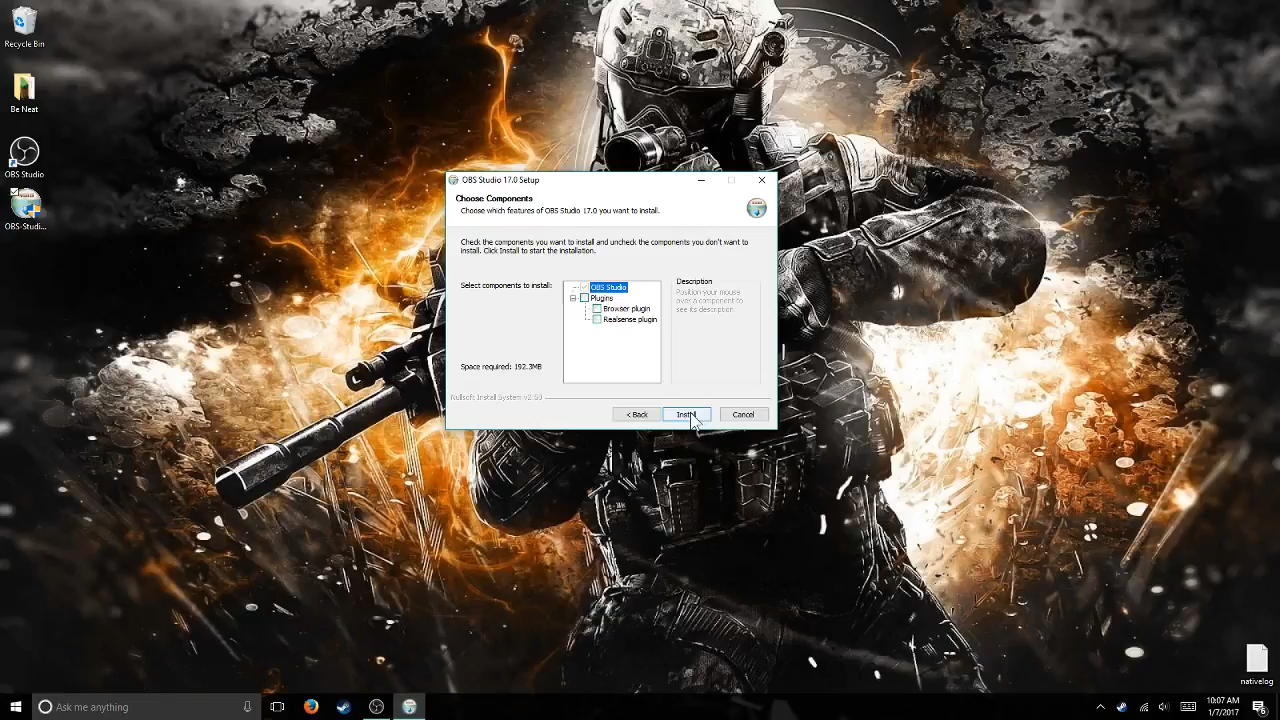 Recycle Bin
Be Neat
OBS Studio
OBS-Studi...
OBS Studio 17.0 Setup
Choose Components
Choose which features of OBS Studio 17.0 you want to install.
Check the components you want to install and uncheck the components you don't want to
install. Click Install to start the installation.
Select components to install:
OBS Studio
Plugins
Browser plugin
Realsense plugin
Description
Position your mouse
over a component to
see its description.
Space required: 192.3MB
Nullsoft Install System v2.50
< Back
Install
Cancel
nativelog
Ask me anything
10:07 AM
1/7/2017
6